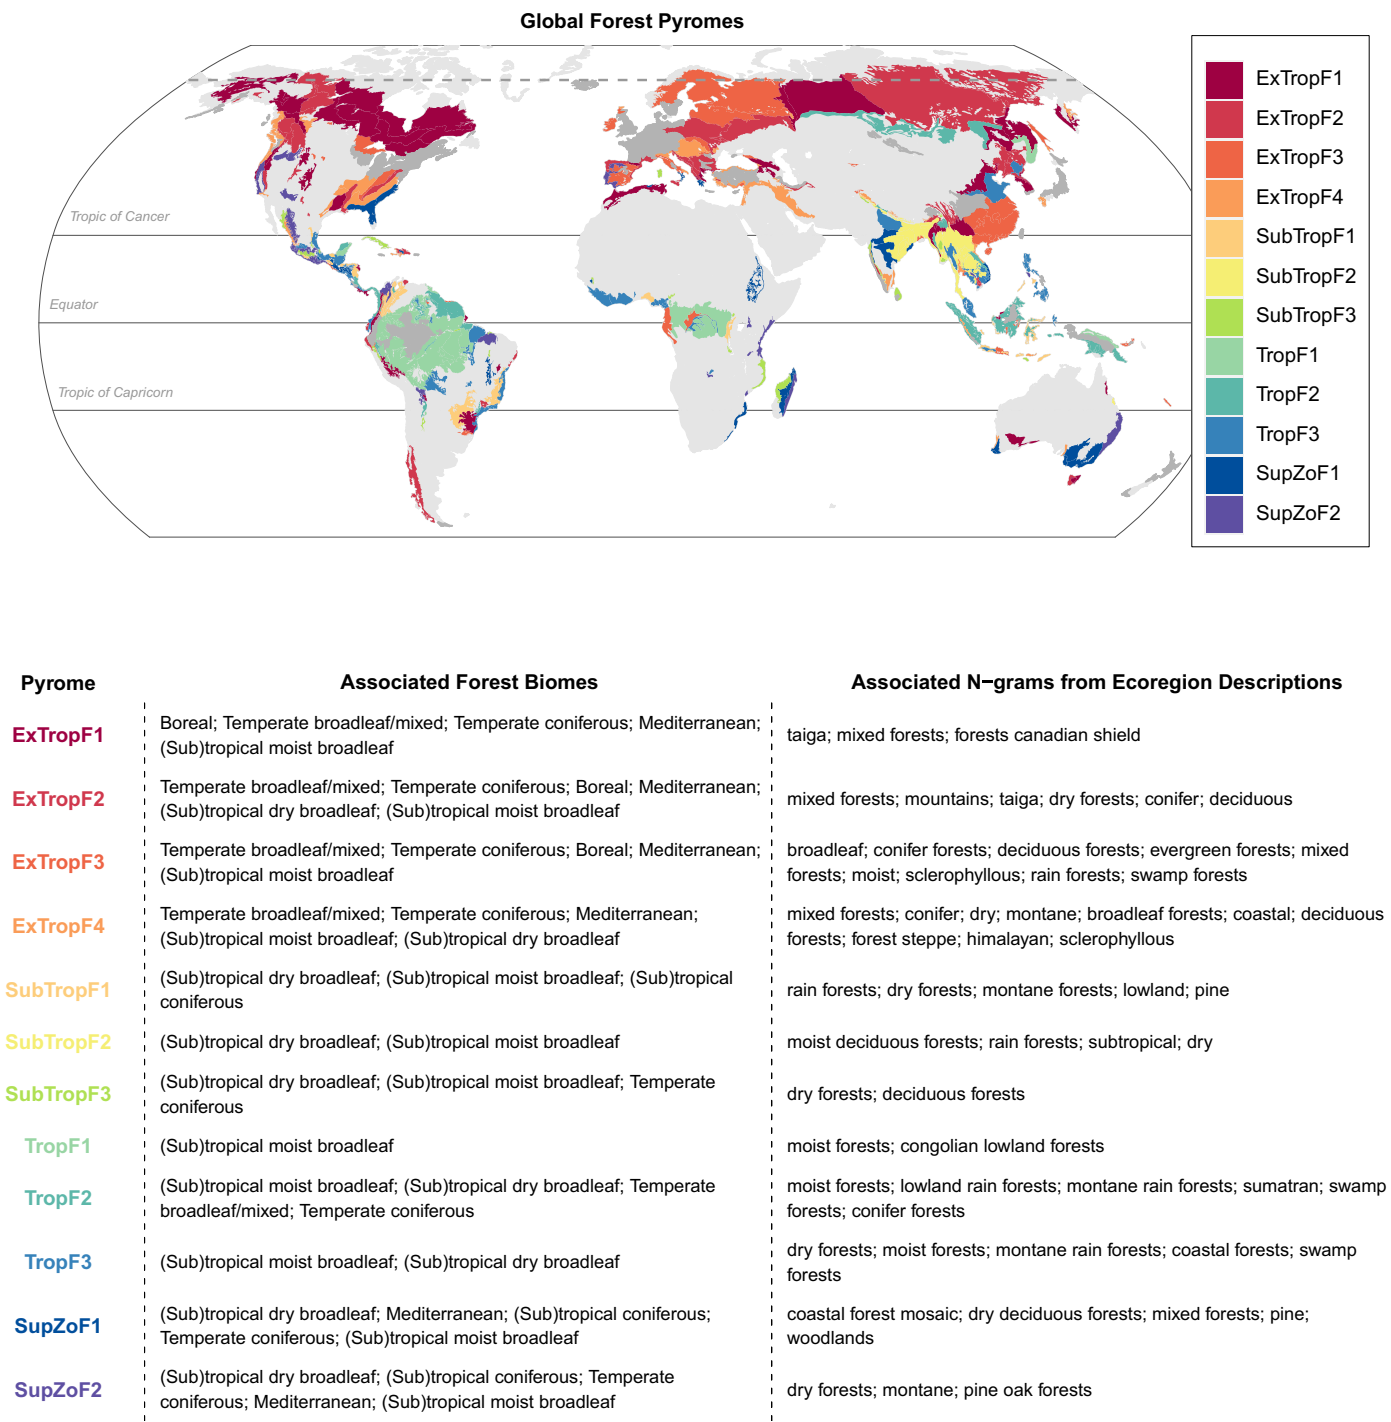 Global Forest Pyromes
Tropic of Cancer
Equator
Tropic of Capricorn
ExTropF1
ExTropF2
ExTropF3
ExTropF4
SubTropF1
SubTropF2
SubTropF3
TropF1
TropF2
TropF3
SupZoF1
SupZoF2
Pyrome
Associated Forest Biomes
Associated N−grams from Ecoregion Descriptions
ExTropF1
Boreal; Temperate broadleaf/mixed; Temperate coniferous; Mediterranean;
(Sub)tropical moist broadleaf
taiga; mixed forests; forests canadian shield
ExTropF2
Temperate broadleaf/mixed; Temperate coniferous; Boreal; Mediterranean;
(Sub)tropical dry broadleaf; (Sub)tropical moist broadleaf
mixed forests; mountains; taiga; dry forests; conifer; deciduous
ExTropF3
Temperate broadleaf/mixed; Temperate coniferous; Boreal; Mediterranean;
(Sub)tropical moist broadleaf
broadleaf; conifer forests; deciduous forests; evergreen forests; mixed
forests; moist; sclerophyllous; rain forests; swamp forests
ExTropF4
Temperate broadleaf/mixed; Temperate coniferous; Mediterranean;
(Sub)tropical moist broadleaf; (Sub)tropical dry broadleaf
mixed forests; conifer; dry; montane; broadleaf forests; coastal; deciduous
forests; forest steppe; himalayan; sclerophyllous
SubTropF1
(Sub)tropical dry broadleaf; (Sub)tropical moist broadleaf; (Sub)tropical
coniferous
rain forests; dry forests; montane forests; lowland; pine
SubTropF2
(Sub)tropical dry broadleaf; (Sub)tropical moist broadleaf
moist deciduous forests; rain forests; subtropical; dry
SubTropF3
(Sub)tropical dry broadleaf; (Sub)tropical moist broadleaf; Temperate
coniferous
dry forests; deciduous forests
TropF1
(Sub)tropical moist broadleaf
moist forests; congolian lowland forests
TropF2
(Sub)tropical moist broadleaf; (Sub)tropical dry broadleaf; Temperate
broadleaf/mixed; Temperate coniferous
moist forests; lowland rain forests; montane rain forests; sumatran; swamp
forests; conifer forests
TropF3
(Sub)tropical moist broadleaf; (Sub)tropical dry broadleaf
dry forests; moist forests; montane rain forests; coastal forests; swamp
forests
SupZoF1
(Sub)tropical dry broadleaf; Mediterranean; (Sub)tropical coniferous;
Temperate coniferous; (Sub)tropical moist broadleaf
coastal forest mosaic; dry deciduous forests; mixed forests; pine;
woodlands
SupZoF2
(Sub)tropical dry broadleaf; (Sub)tropical coniferous; Temperate
coniferous; Mediterranean; (Sub)tropical moist broadleaf
dry forests; montane; pine oak forests